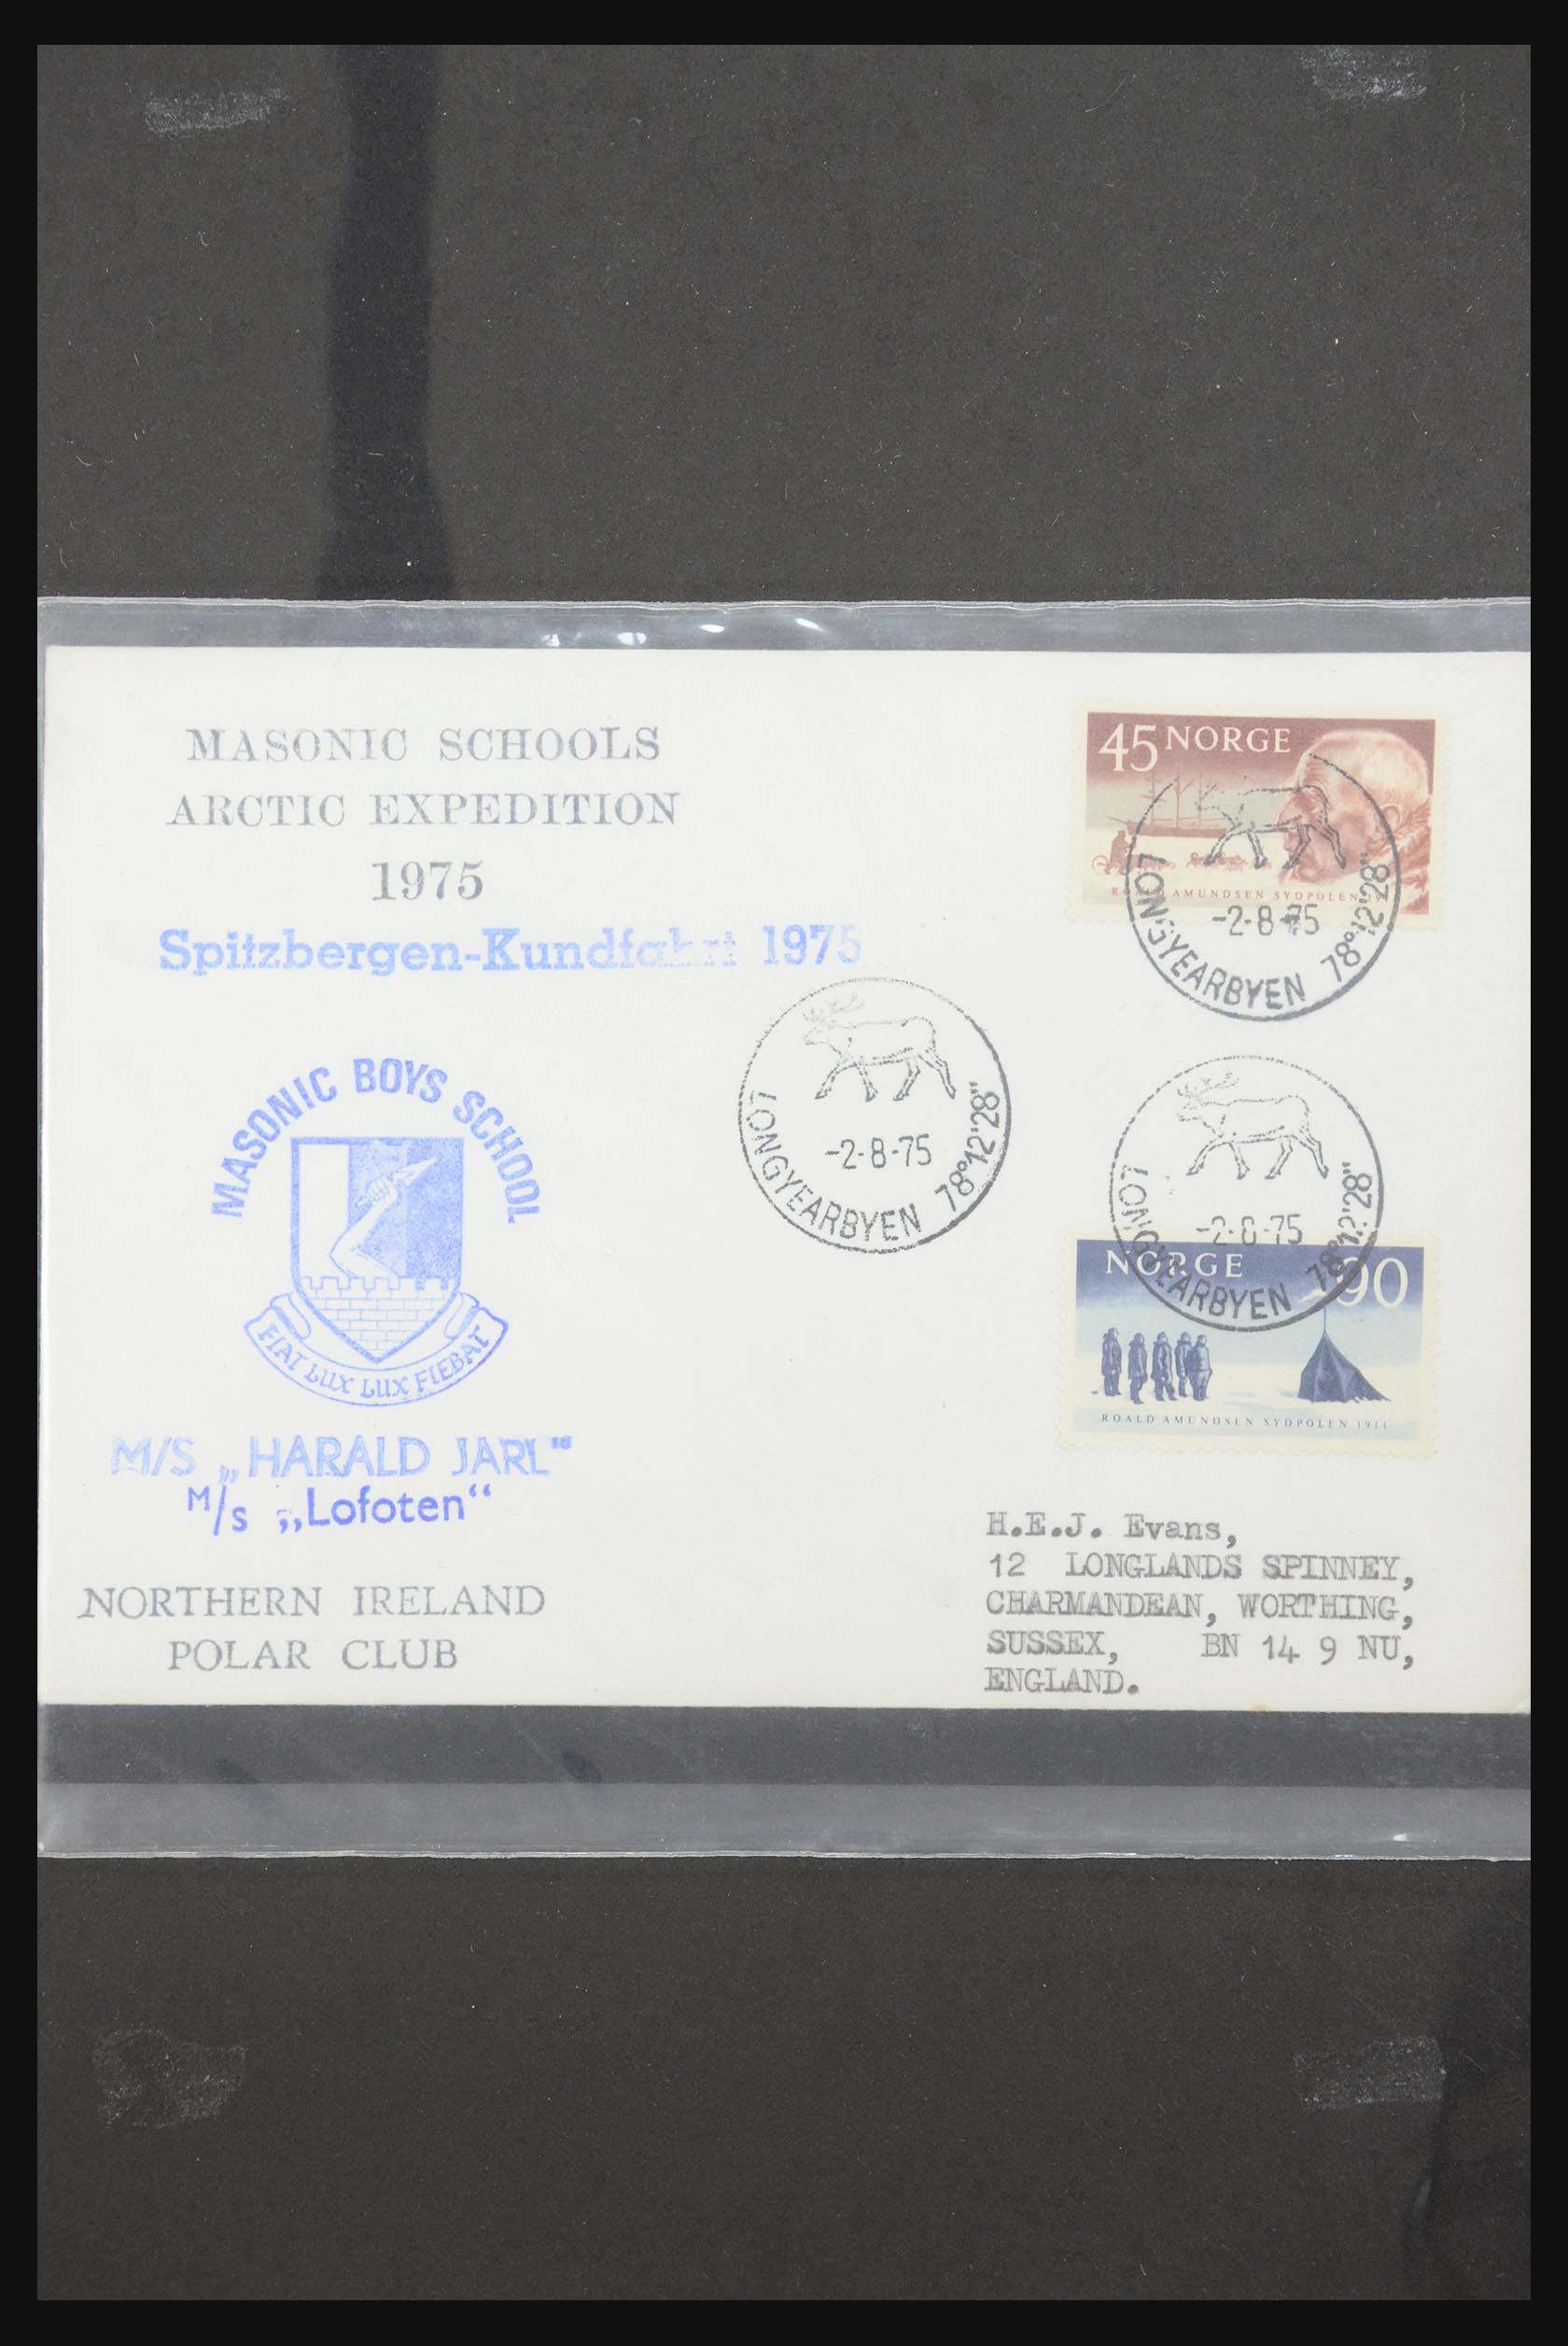 MASONIC SCHOOLS
ARCTIC EXPEDITION
1975
Spitzbergen-Kundfahrt 1975
MASONIC BOYS SCHOOL
FIAT LUX LUX FIEBAT
M/S „HARALD JARL"
M/s „Lofoten“
NORTHERN IRELAND
POLAR CLUB
LONGYEARBYEN 78°12'28"
-2-8-75
45 NORGE
ROALD AMUNDSEN SYDPOLEN
LONGYEARBYEN 78°12'28"
-2-8-75
LONGYEARBYEN 78°12'28"
-2-8-75
NORGE 90
ROALD AMUNDSEN SYDPOLEN 1911
H.E.J. Evans,
12 LONGLANDS SPINNEY,
CHARMANDEAN, WORTHING,
SUSSEX, BN 14 9 NU,
ENGLAND.